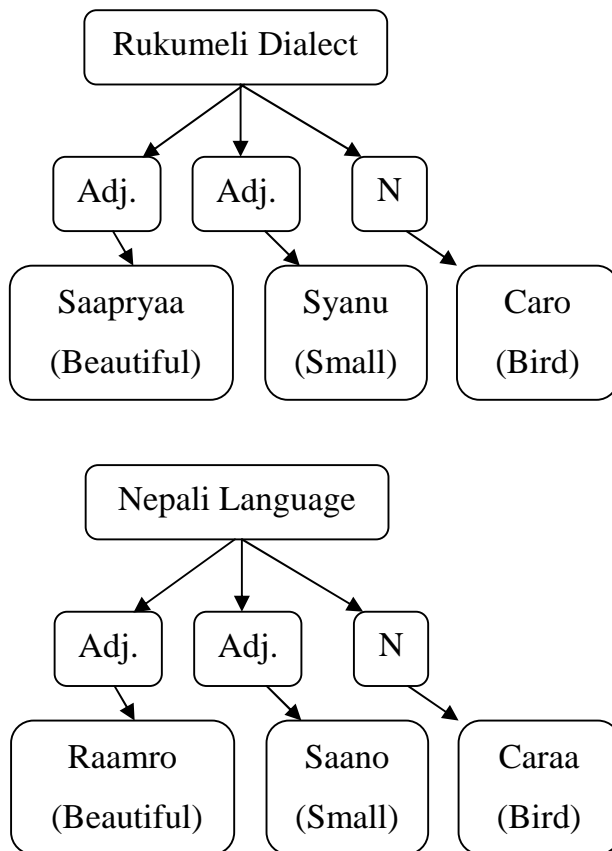 Rukumeli Dialect
Adj.
Adj.
N
Saapryaa
(Beautiful)
Syanu
(Small)
Caro
(Bird)
Nepali Language
Adj.
Adj.
N
Raamro
(Beautiful)
Saano
(Small)
Caraa
(Bird)